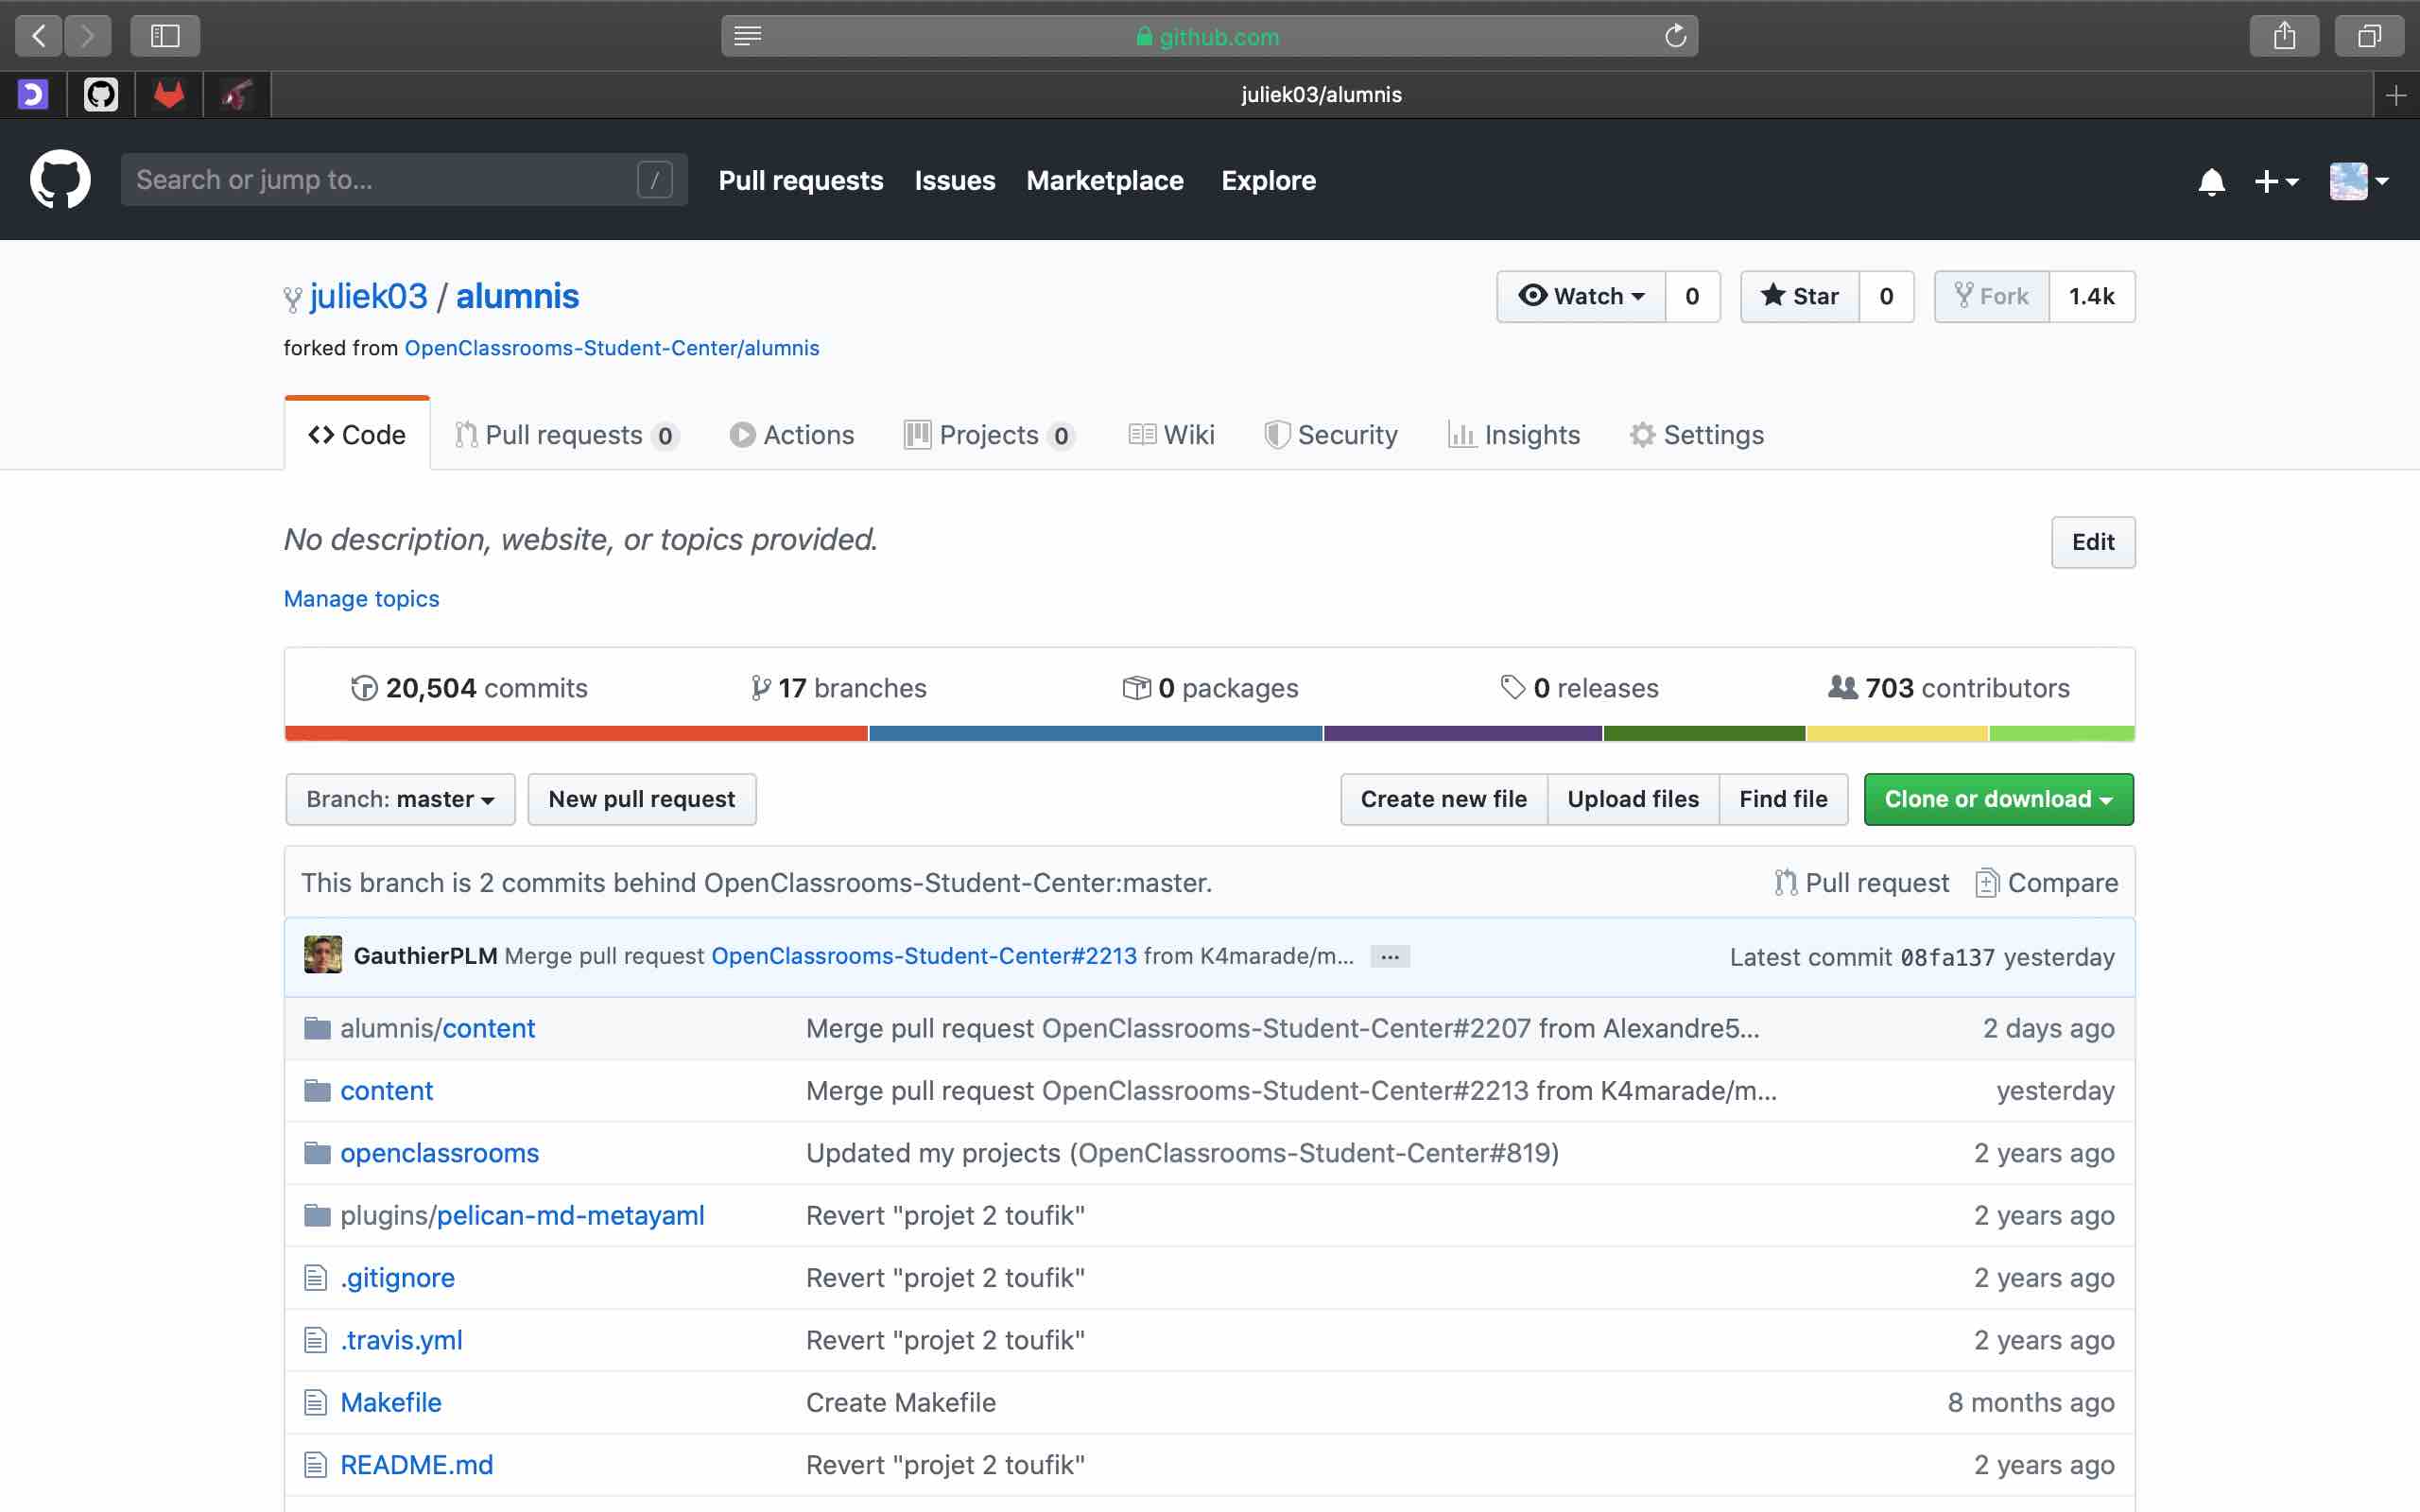 github.com
juliek03/alumnis
Search or jump to... / Pull requests Issues Marketplace Explore
juliek03 / alumnis Watch 0 Star 0 Fork 1.4k
forked from OpenClassrooms-Student-Center/alumnis
Code Pull requests 0 Actions Projects 0 Wiki Security Insights Settings
No description, website, or topics provided. Edit
Manage topics
20,504 commits 17 branches 0 packages 0 releases 703 contributors
Branch: master New pull request Create new file Upload files Find file Clone or download
This branch is 2 commits behind OpenClassrooms-Student-Center:master. Pull request Compare
GauthierPLM Merge pull request OpenClassrooms-Student-Center#2213 from K4marade/m... ... Latest commit 08fa137 yesterday
alumnis/content Merge pull request OpenClassrooms-Student-Center#2207 from Alexandre5... 2 days ago
content Merge pull request OpenClassrooms-Student-Center#2213 from K4marade/m... yesterday
openclassrooms Updated my projects (OpenClassrooms-Student-Center#819) 2 years ago
plugins/pelican-md-metayaml Revert "projet 2 toufik" 2 years ago
.gitignore Revert "projet 2 toufik" 2 years ago
.travis.yml Revert "projet 2 toufik" 2 years ago
Makefile Create Makefile 8 months ago
README.md Revert "projet 2 toufik" 2 years ago